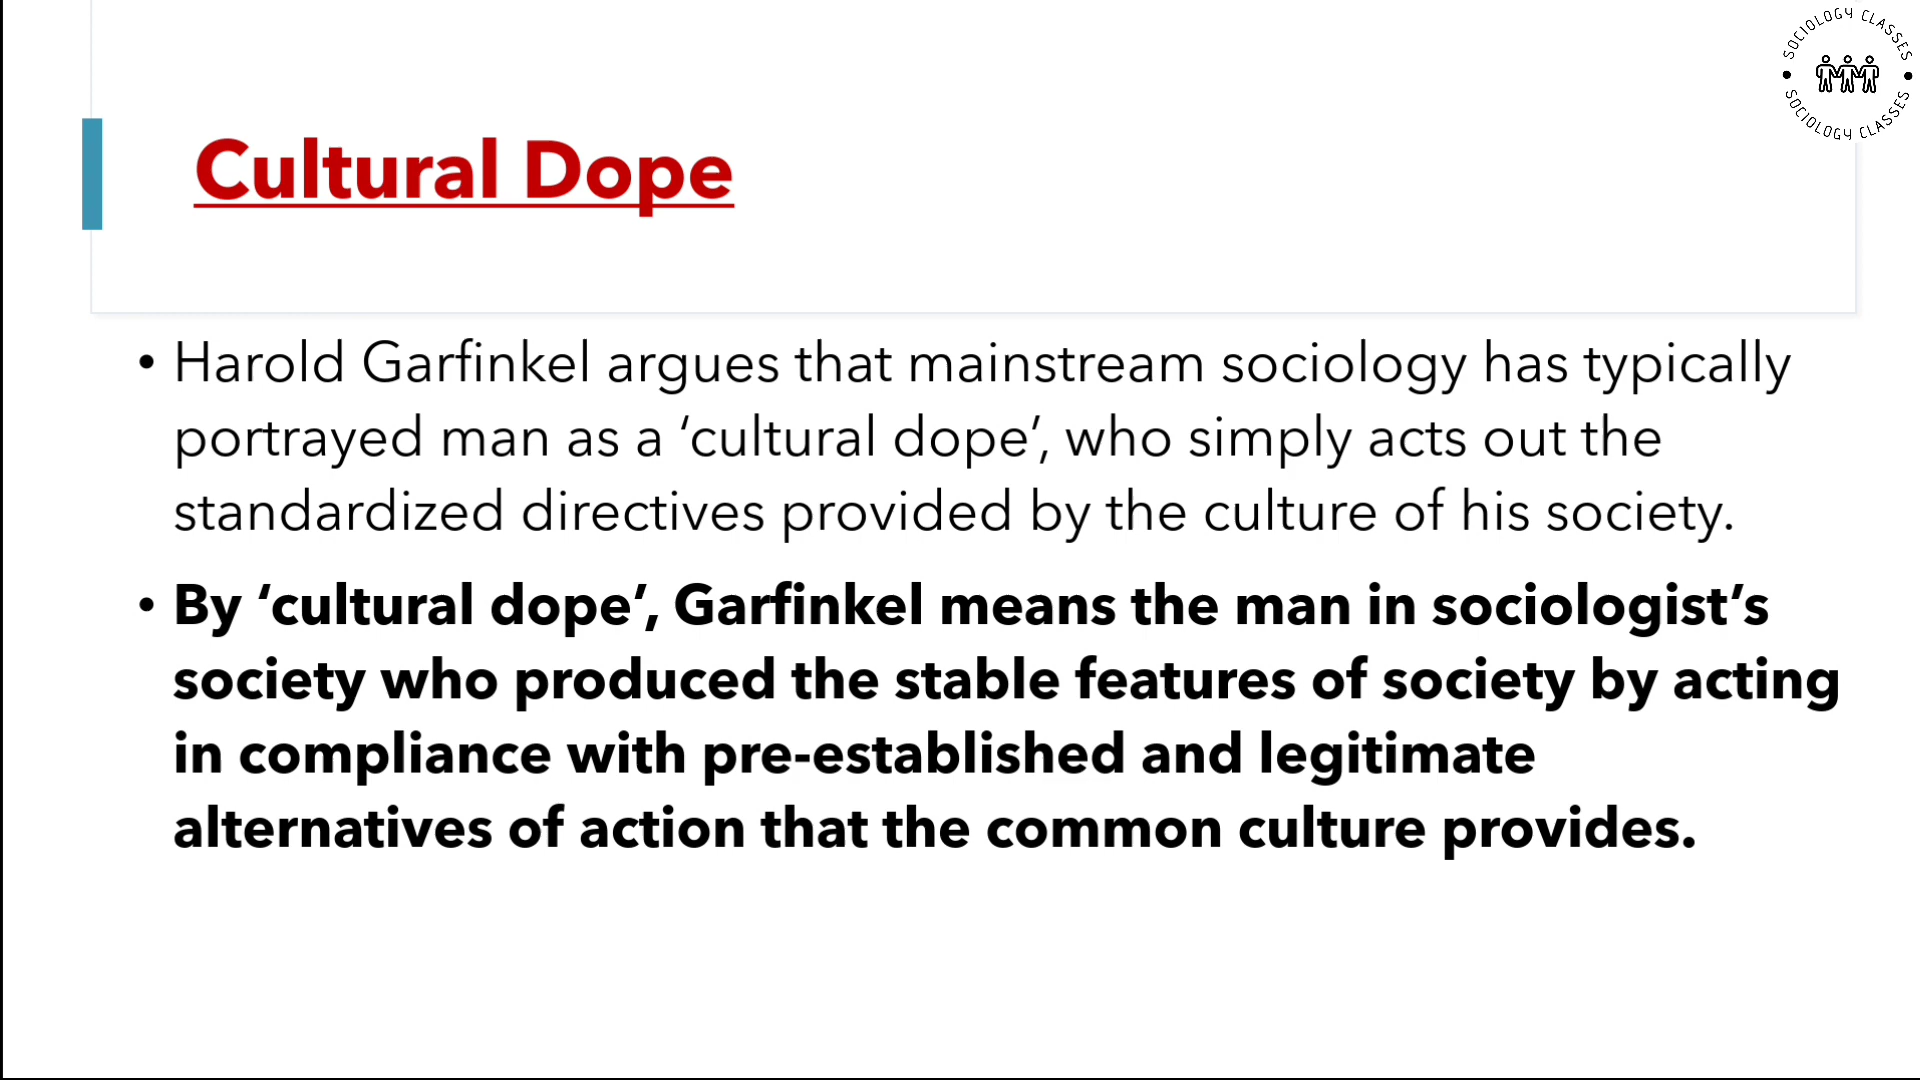 SOCIOLOGY CLASSES
SOCIOLOGY CLASSES
Cultural Dope
• Harold Garfinkel argues that mainstream sociology has typically
portrayed man as a ‘cultural dope’, who simply acts out the
standardized directives provided by the culture of his society.
• By ‘cultural dope’, Garfinkel means the man in sociologist’s
society who produced the stable features of society by acting
in compliance with pre-established and legitimate
alternatives of action that the common culture provides.